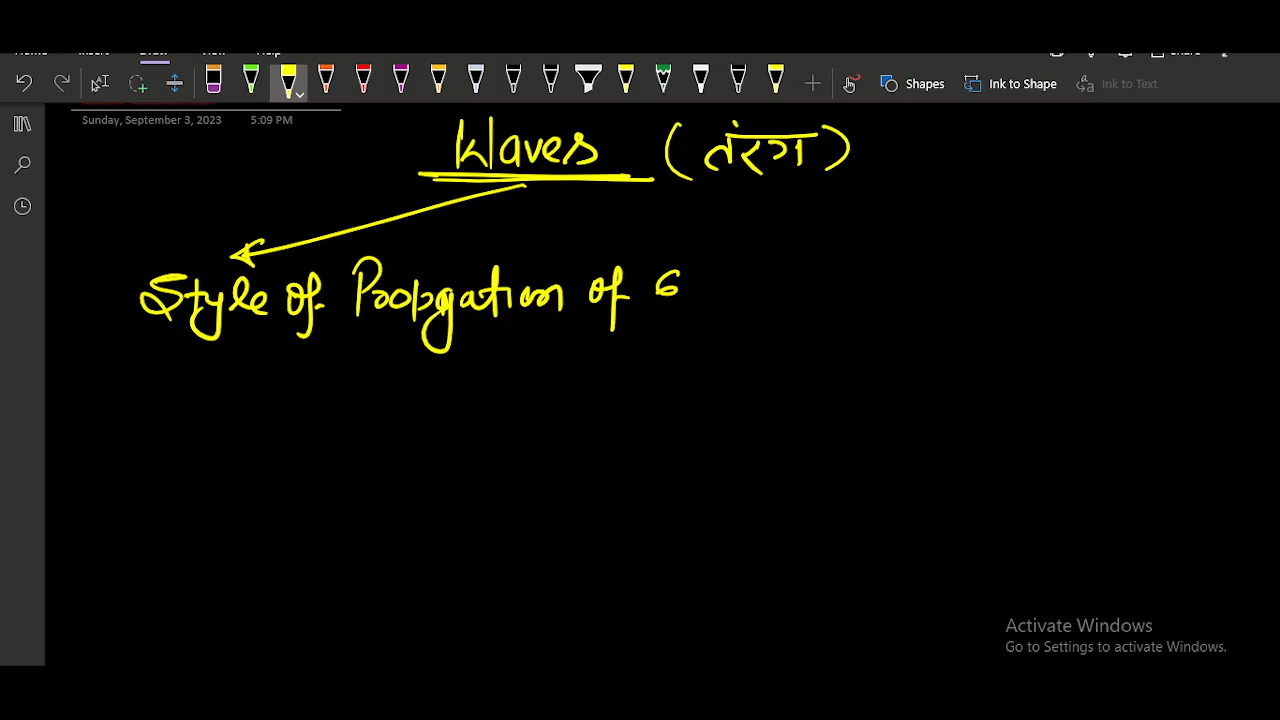 Sunday, September 3, 2023 5:09 PM
Shapes Ink to Shape Ink to Text
Waves (तंरग)
Style of Propgation of
Activate Windows
Go to Settings to activate Windows.